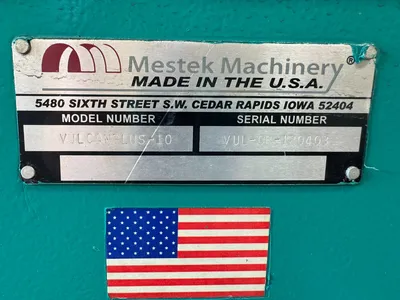 Mestek Machinery®
MADE IN THE U.S.A.
5480 SIXTH STREET S.W. CEDAR RAPIDS IOWA 52404
MODEL NUMBER SERIAL NUMBER